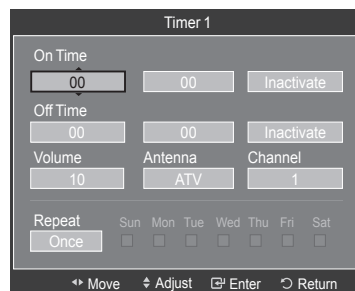 Timer 1
On Time
00 00 Inactivate
Off Time
00 00 Inactivate
Volume Antenna Channel
10 ATV 1
Repeat Sun Mon Tue Wed Thu Fri Sat
Once
Move Adjust Enter Return